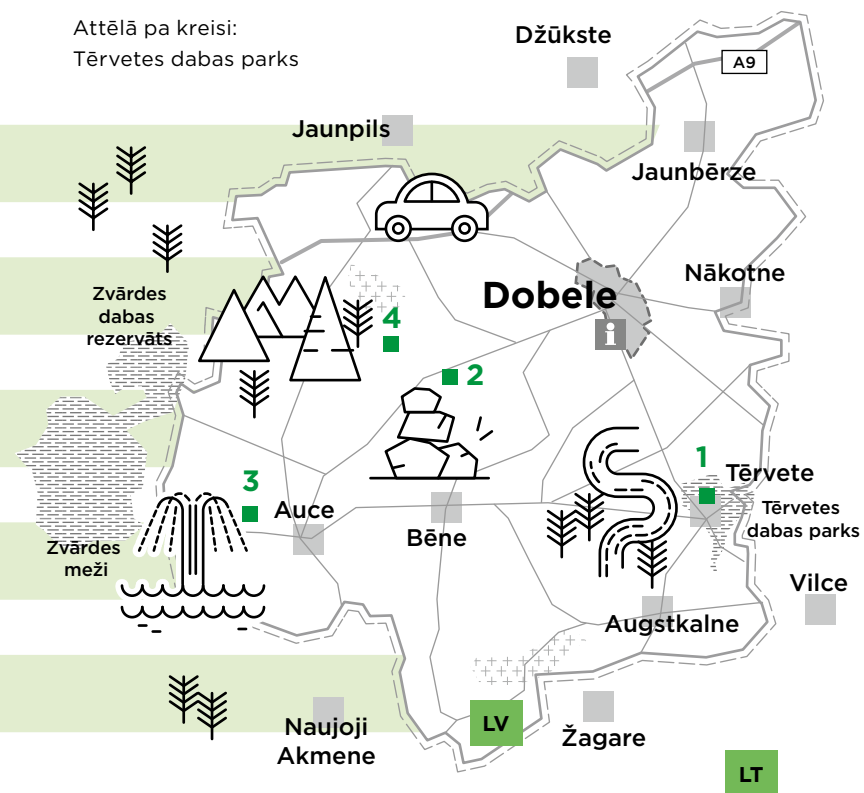 Attēlā pa kreisi:
Tērvetes dabas parks
Džūkste
A9
Jaunpils
Jaunbērze
Nākotne
Zvārdes
dabas
rezervāts
Dobele
i
4
2
1
Tērvete
3
Auce
Tērvetes
dabas parks
Bēne
Zvārdes
meži
Vilce
Augstkalne
LV
Naujoji
Akmene
Žagare
LT